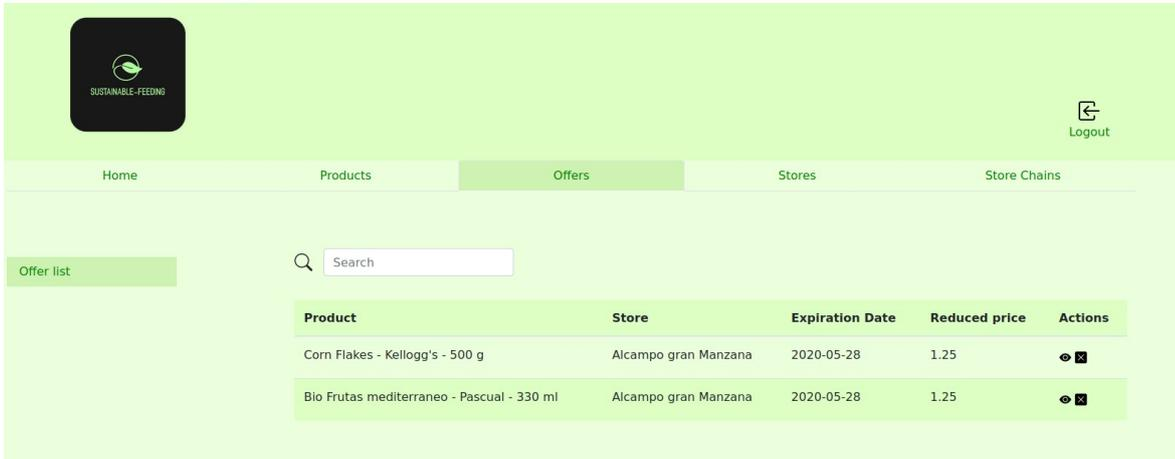 SUSTAINABLE-FEEDING
Logout
Home Products Offers Stores Store Chains
Search
Offer list
Product Store Expiration Date Reduced price Actions
Corn Flakes - Kellogg's - 500 g Alcampo gran Manzana 2020-05-28 1.25
Bio Frutas mediterraneo - Pascual - 330 ml Alcampo gran Manzana 2020-05-28 1.25